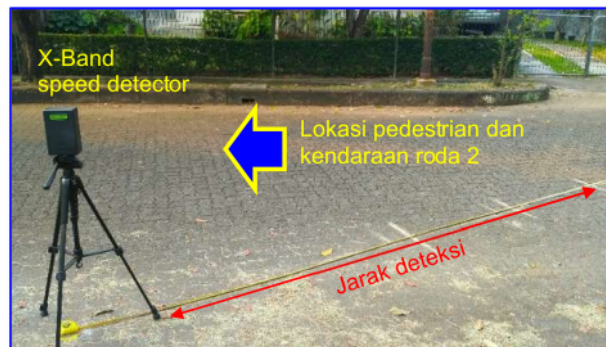 X-Band
speed detector
Lokasi pedestrian dan
kendaraan roda 2
Jarak deteksi